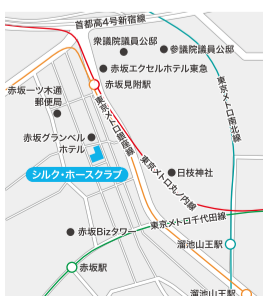 首都高4号新宿線
衆議院議員公邸
参議院議員公邸
赤坂エクセルホテル東急
赤坂見附駅
赤坂一ツ木通
郵便局
東京メトロ南北線
東京メトロ銀座線
赤坂グランベル
ホテル
シルク・ホースクラブ
東京メトロ丸ノ内線
日枝神社
東京メトロ千代田線
赤坂Bizタワー
溜池山王駅
赤坂駅
溜池山王駅